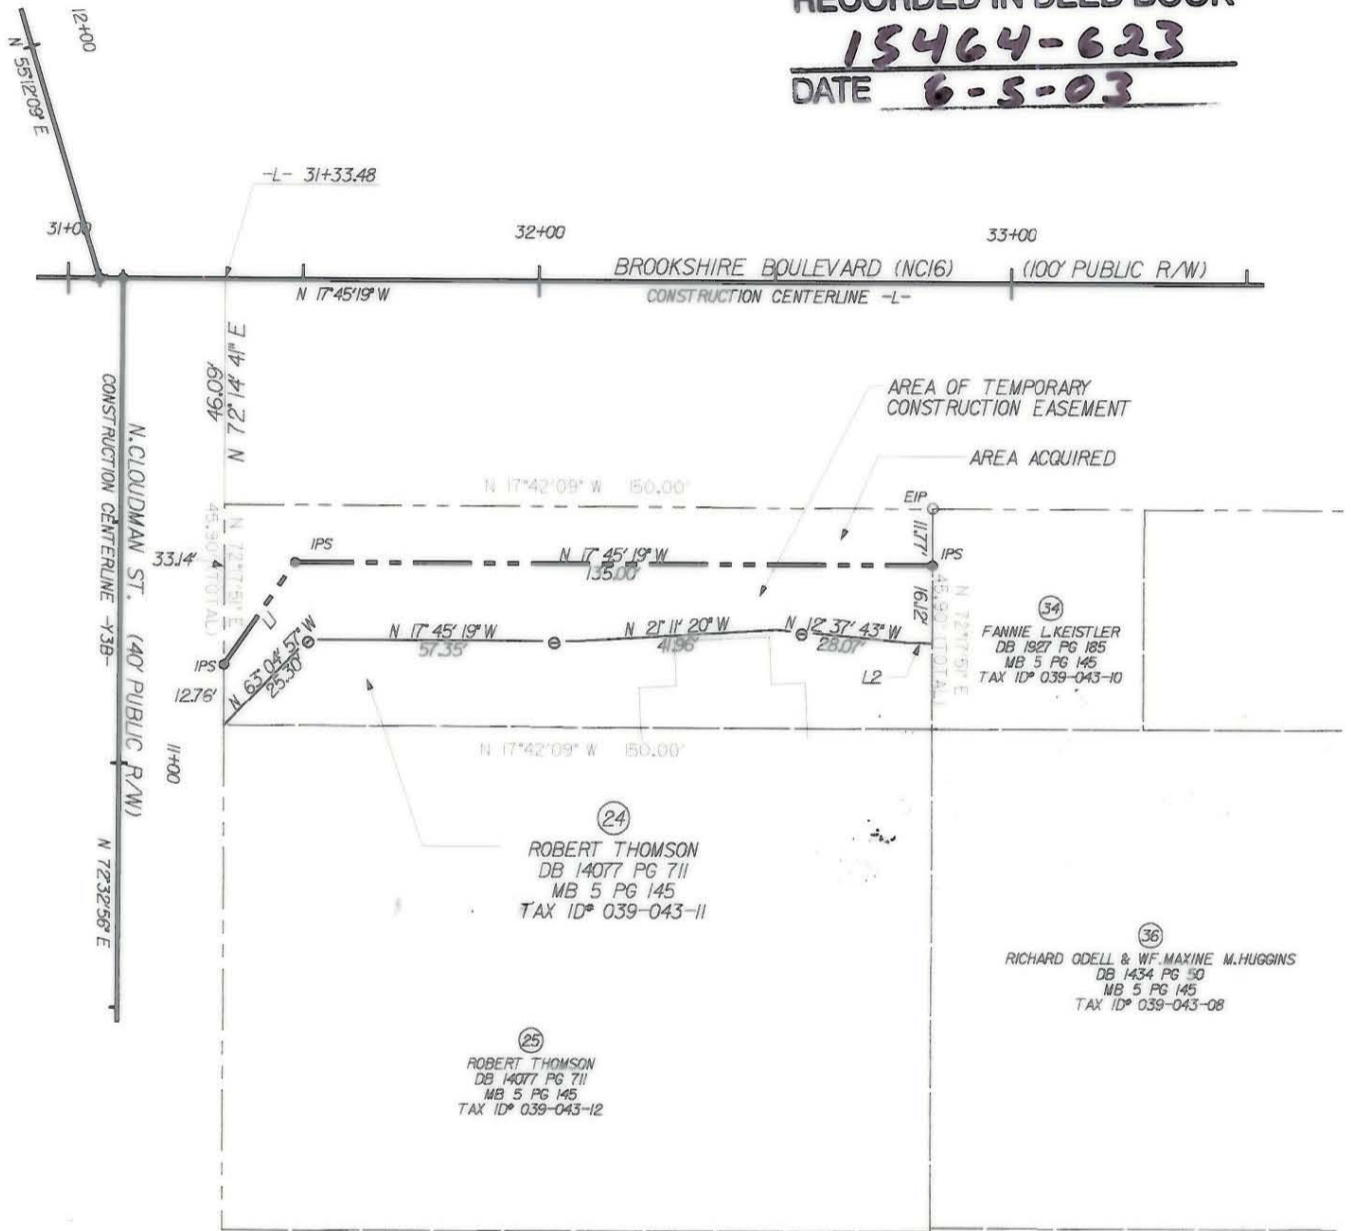 RECORDED IN DEED BOOK
15464-623
DATE 6-5-03
12+00
N 55°12'09" E
-L- 31+33.48
31+00
32+00
33+00
BROOKSHIRE BOULEVARD (NC16) (100' PUBLIC R/W)
N 17°45'19" W
CONSTRUCTION CENTERLINE -L-
N 72°14'41" E
46.09'
AREA OF TEMPORARY
CONSTRUCTION EASEMENT
AREA ACQUIRED
N.CLOUDMAN ST. (40' PUBLIC R/W)
CONSTRUCTION CENTERLINE -Y3B-
N 72°32'56" E
11+00
N 17°42'09" W 150.00'
EIP
11.77'
IPS
IPS
33.14'
N 72°17'51" E
45.90' (TOTAL)
N 17°45'19" W
135.00'
16.12'
N 72°17'51" E
45.90' (TOTAL)
L1
IPS
12.76'
N 63°04'57" W
25.30'
N 17°45'19" W
57.35'
N 21°11'20" W
41.96'
N 12°37'43" W
28.07'
L2
34
FANNIE L.KEISTLER
DB 1927 PG 185
MB 5 PG 145
TAX ID# 039-043-10
N 17°42'09" W 150.00'
24
ROBERT THOMSON
DB 14077 PG 711
MB 5 PG 145
TAX ID# 039-043-11
36
RICHARD ODELL & WF.MAXINE M.HUGGINS
DB 1434 PG 50
MB 5 PG 145
TAX ID# 039-043-08
25
ROBERT THOMSON
DB 14077 PG 711
MB 5 PG 145
TAX ID# 039-043-12